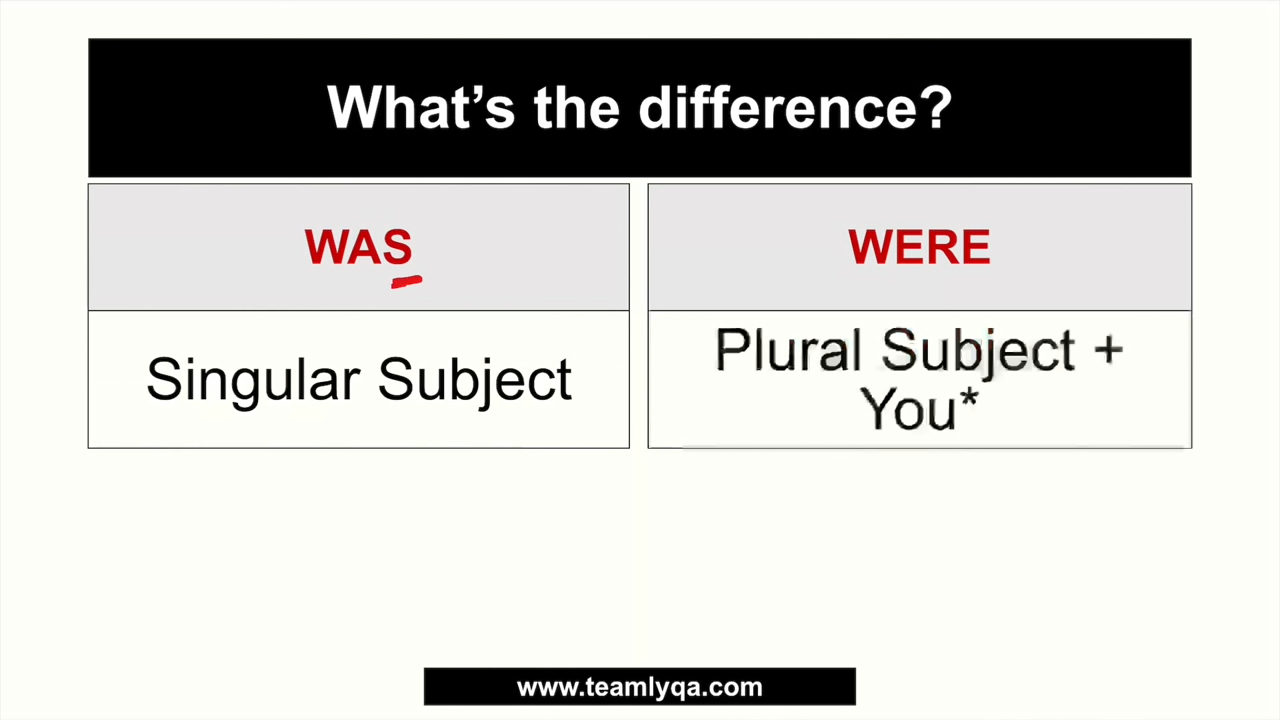 What’s the difference?
WAS
WERE
Singular Subject
Plural Subject +
You*
www.teamlyqa.com